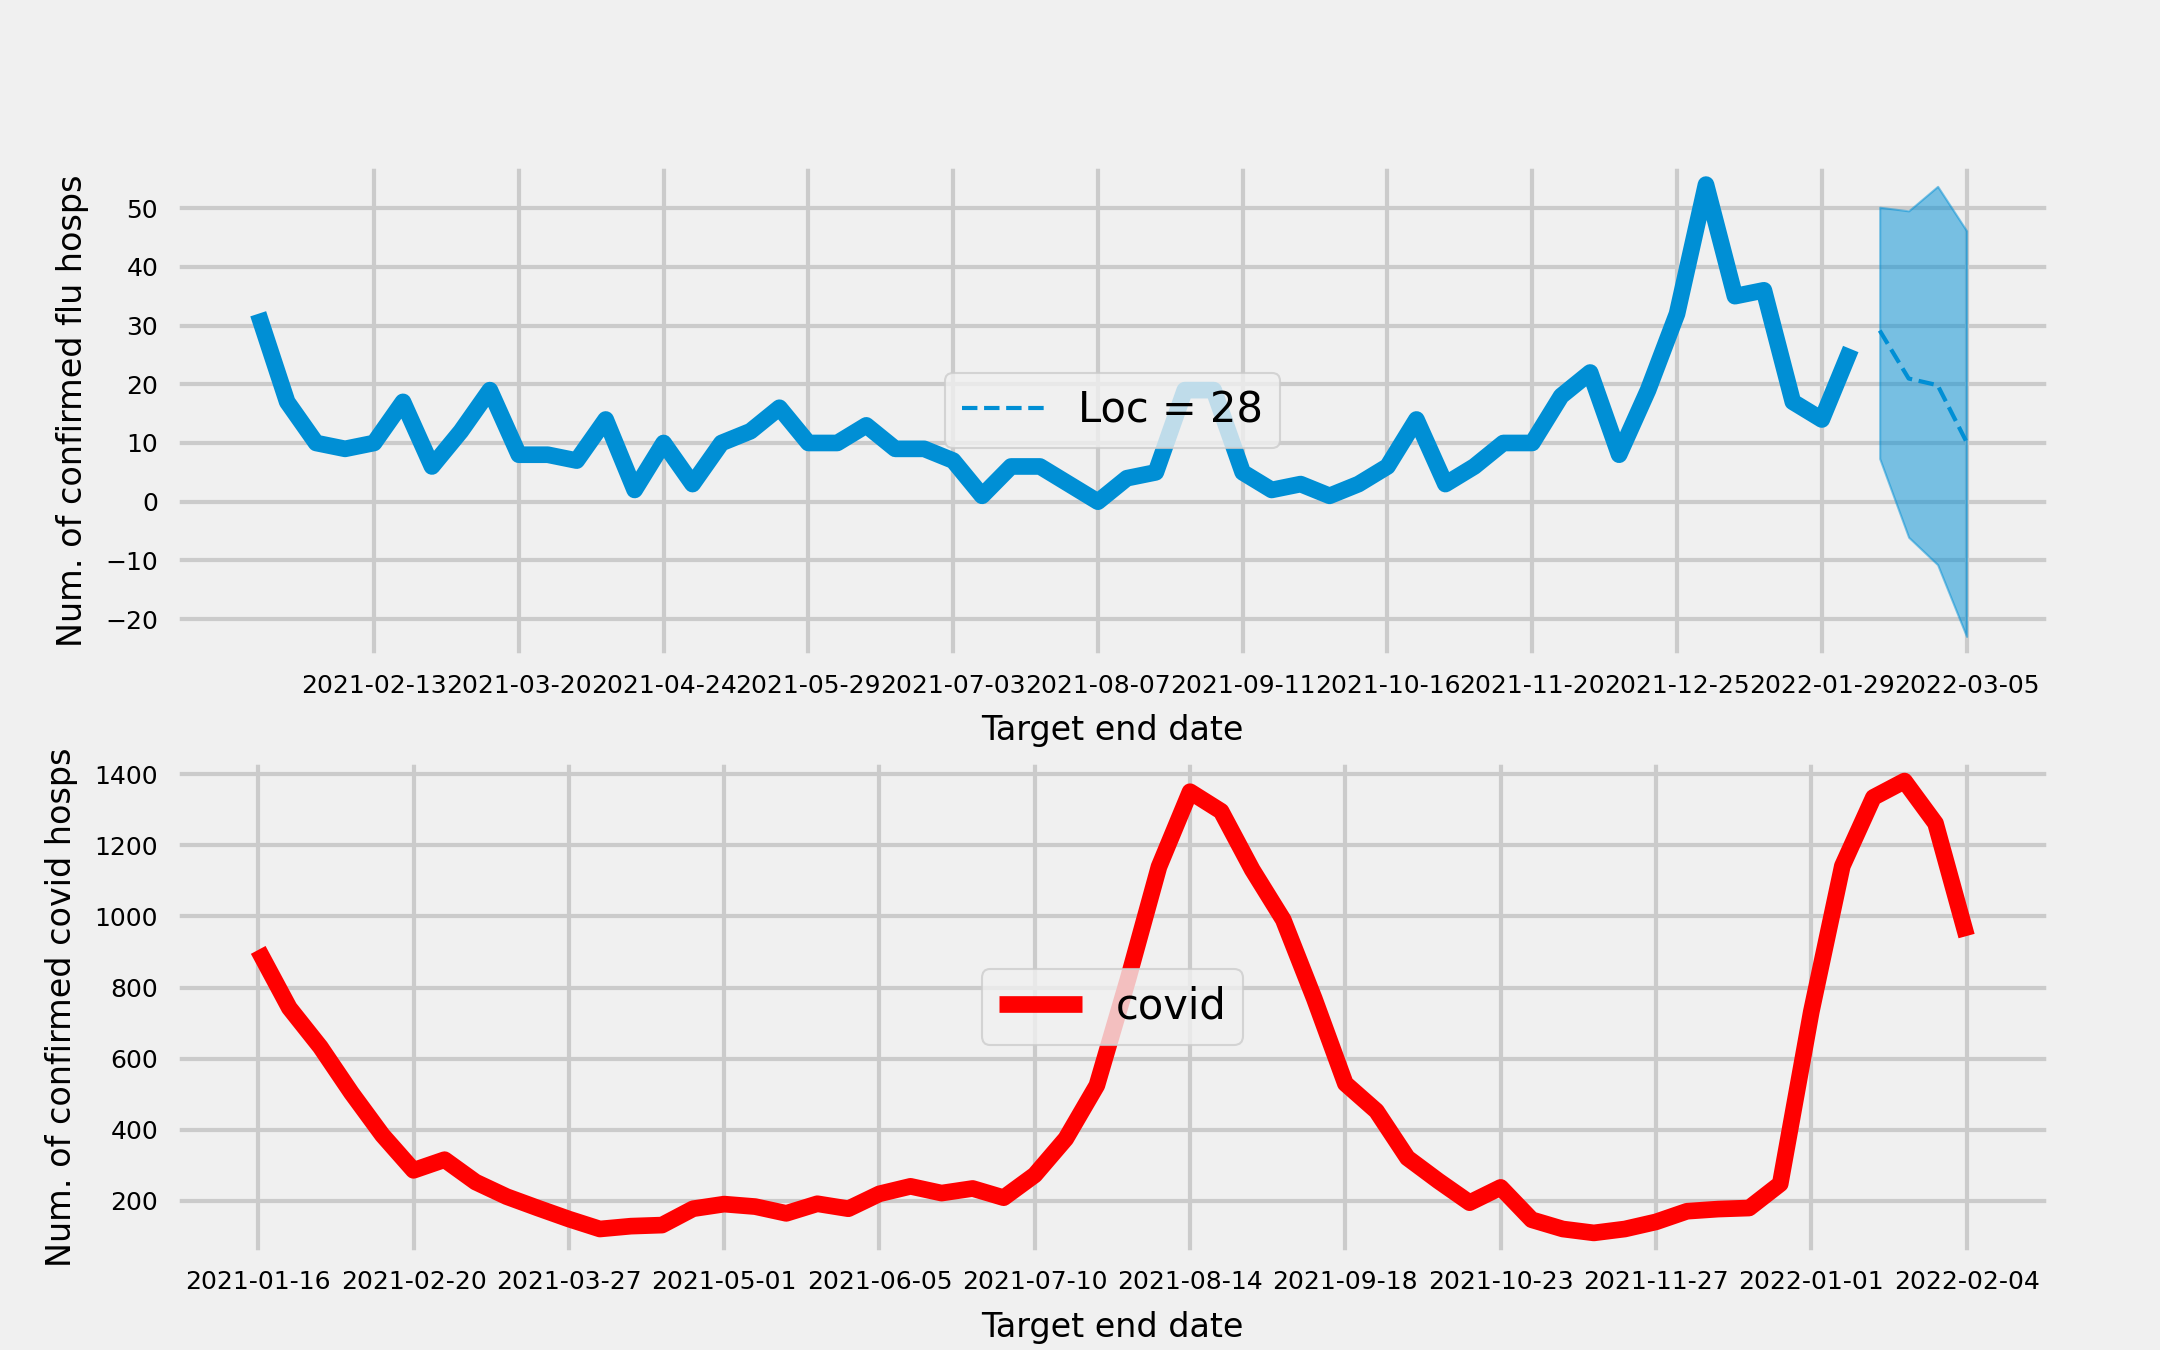 Num. of confirmed flu hosps
50
40
30
20
10
0
−10
−20
Loc = 28
2021-02-13 2021-03-20 2021-04-24 2021-05-29 2021-07-03 2021-08-07 2021-09-11 2021-10-16 2021-11-20 2021-12-25 2022-01-29 2022-03-05
Target end date
Num. of confirmed covid hosps
1400
1200
1000
800
600
400
200
covid
2021-01-16 2021-02-20 2021-03-27 2021-05-01 2021-06-05 2021-07-10 2021-08-14 2021-09-18 2021-10-23 2021-11-27 2022-01-01 2022-02-04
Target end date